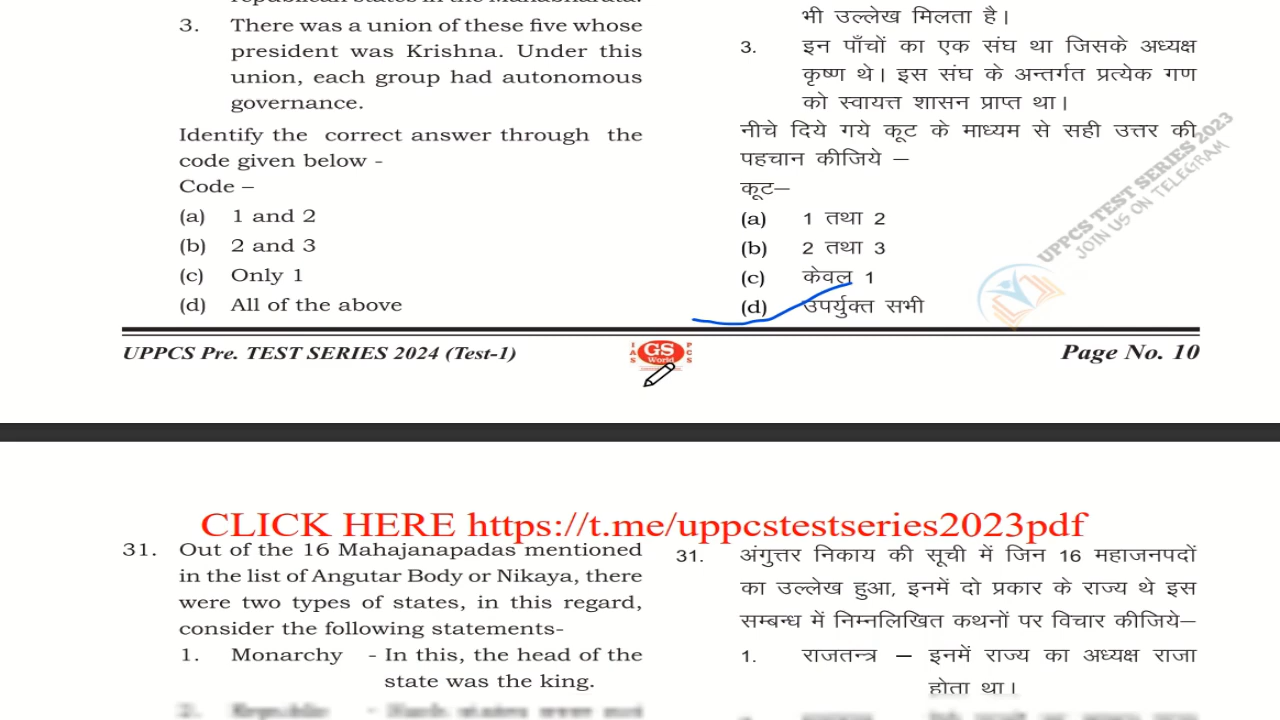 3. There was a union of these five whose
president was Krishna. Under this
union, each group had autonomous
governance.
Identify the correct answer through the
code given below -
Code –
(a) 1 and 2
(b) 2 and 3
(c) Only 1
(d) All of the above
भी उल्लेख मिलता है।
3. इन पाँचों का एक संघ था जिसके अध्यक्ष
कृष्ण थे। इस संघ के अन्तर्गत प्रत्येक गण
को स्वायत्त शासन प्राप्त था।
नीचे दिये गये कूट के माध्यम से सही उत्तर की
पहचान कीजिये –
कूट–
(a) 1 तथा 2
(b) 2 तथा 3
(c) केवल 1
(d) उपर्युक्त सभी
UPPCS TEST SERIES 2023
JOIN US ON TELEGRAM
UPPCS Pre. TEST SERIES 2024 (Test-1)
IAS GS World PCS
Page No. 10
CLICK HERE https://t.me/uppcstestseries2023pdf
31. Out of the 16 Mahajanapadas mentioned
in the list of Angutar Body or Nikaya, there
were two types of states, in this regard,
consider the following statements-
1. Monarchy - In this, the head of the
state was the king.
31. अंगुत्तर निकाय की सूची में जिन 16 महाजनपदों
का उल्लेख हुआ, इनमें दो प्रकार के राज्य थे इस
सम्बन्ध में निम्नलिखित कथनों पर विचार कीजिये–
1. राजतन्त्र – इनमें राज्य का अध्यक्ष राजा
होता था।